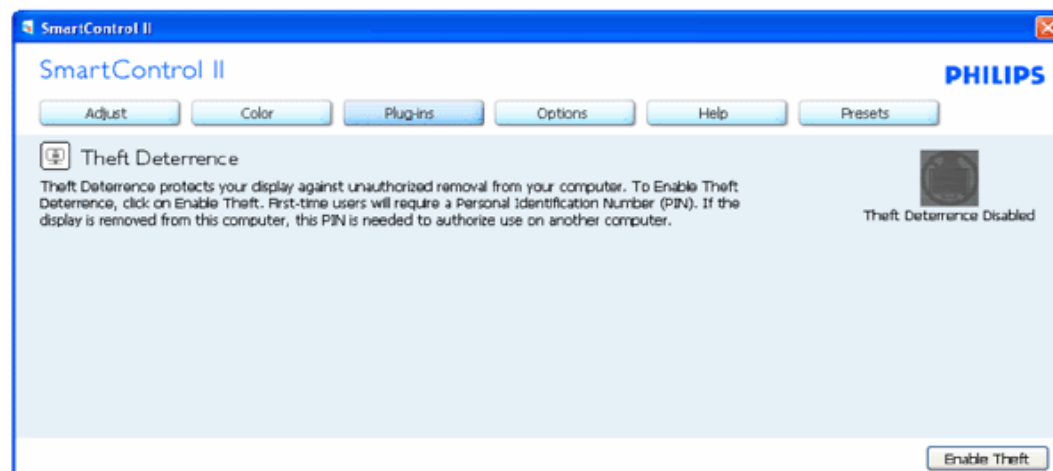 SmartControl II
SmartControl II
PHILIPS
Adjust Color Plug-ins Options Help Presets
Theft Deterrence
Theft Deterrence protects your display against unauthorized removal from your computer. To Enable Theft
Deterrence, click on Enable Theft. First-time users will require a Personal Identification Number (PIN). If the
display is removed from this computer, this PIN is needed to authorize use on another computer.
Theft Deterrence Disabled
Enable Theft